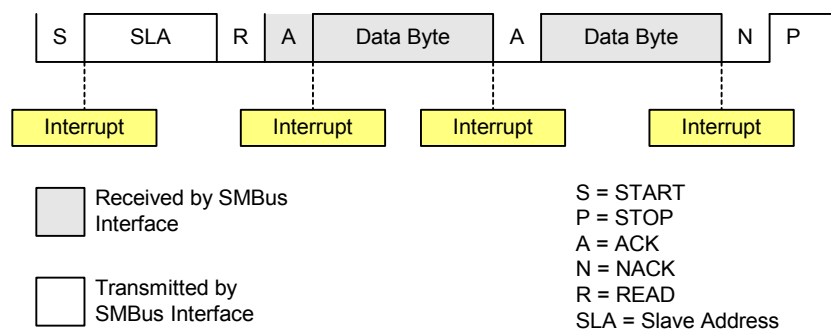 S SLA R A Data Byte A Data Byte N P
Interrupt Interrupt Interrupt Interrupt
Received by SMBus
Interface
Transmitted by
SMBus Interface
S = START
P = STOP
A = ACK
N = NACK
R = READ
SLA = Slave Address